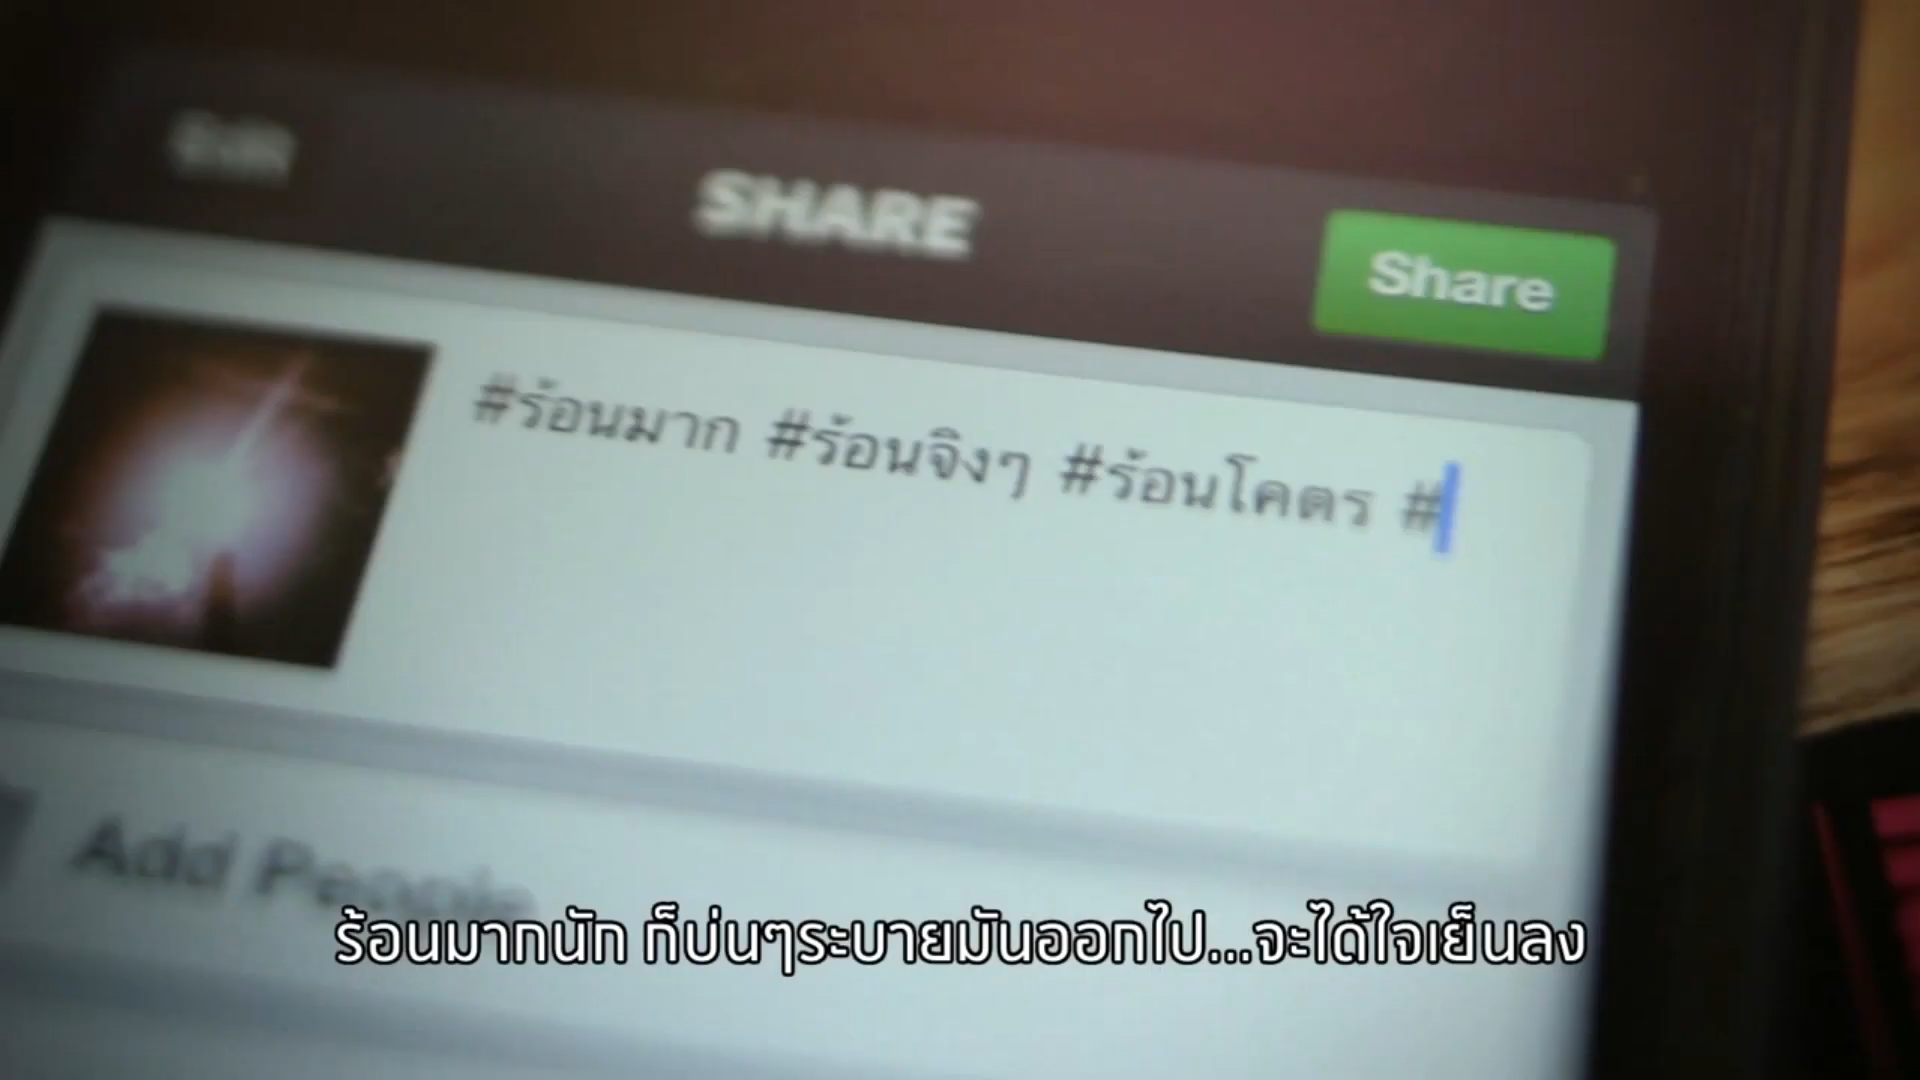 Edit
SHARE
Share
#ร้อนมาก #ร้อนจิงๆ #ร้อนโคตร #
Add People
ร้อนมากนัก ก็บ่นๆระบายมันออกไป...จะได้ใจเย็นลง